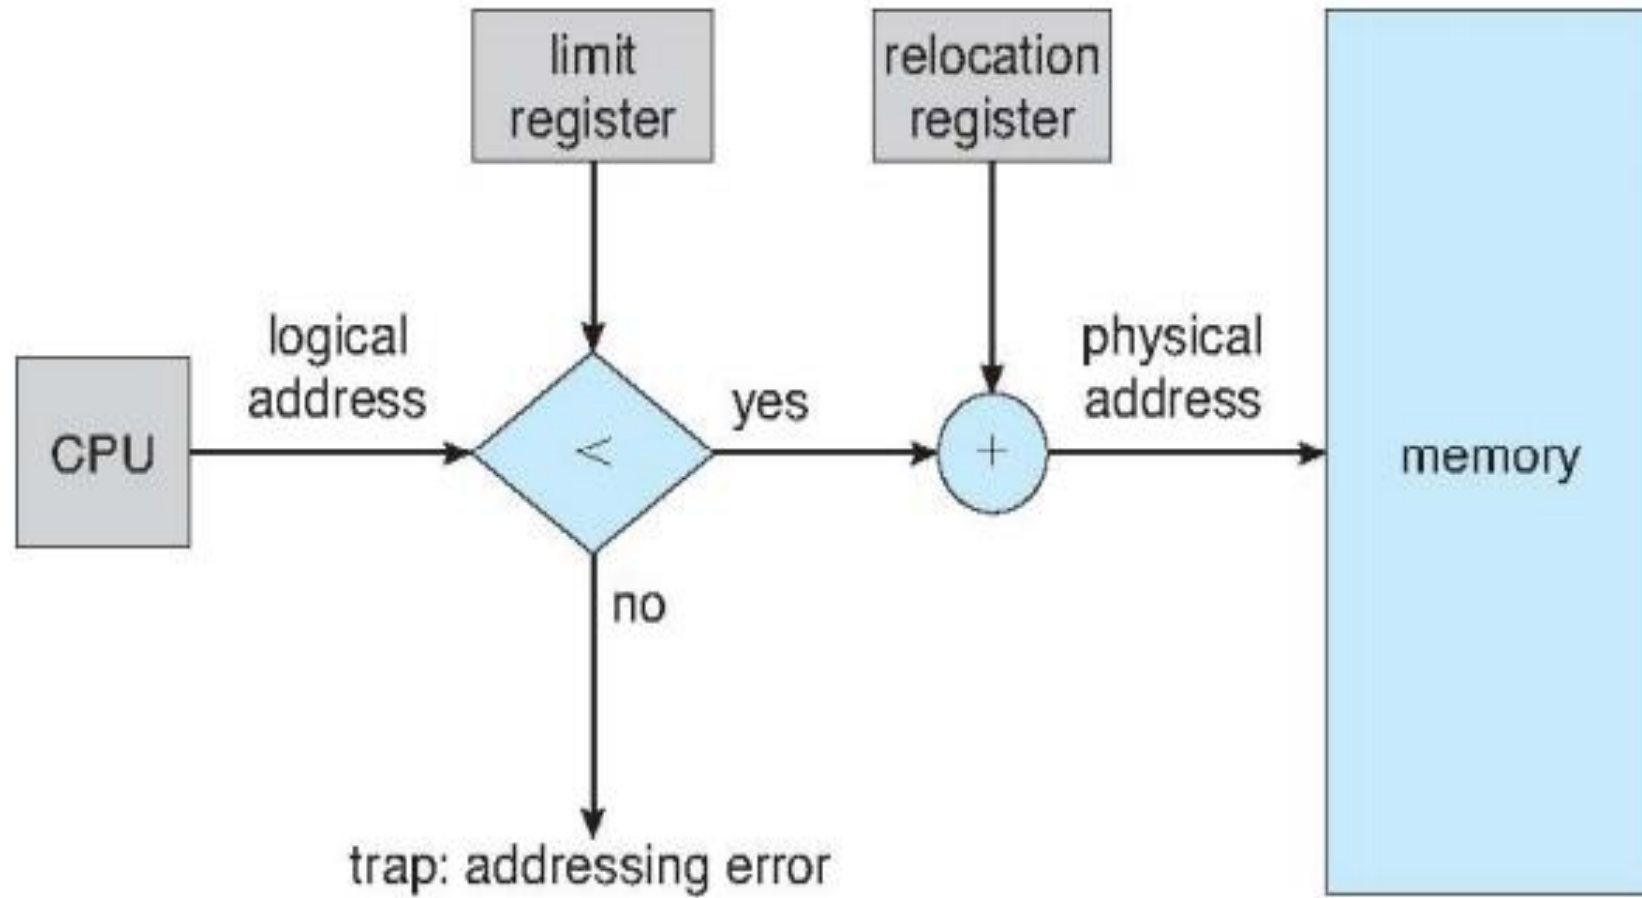 limit
register
relocation
register
logical
address
physical
address
CPU
<
yes
+
memory
no
trap: addressing error